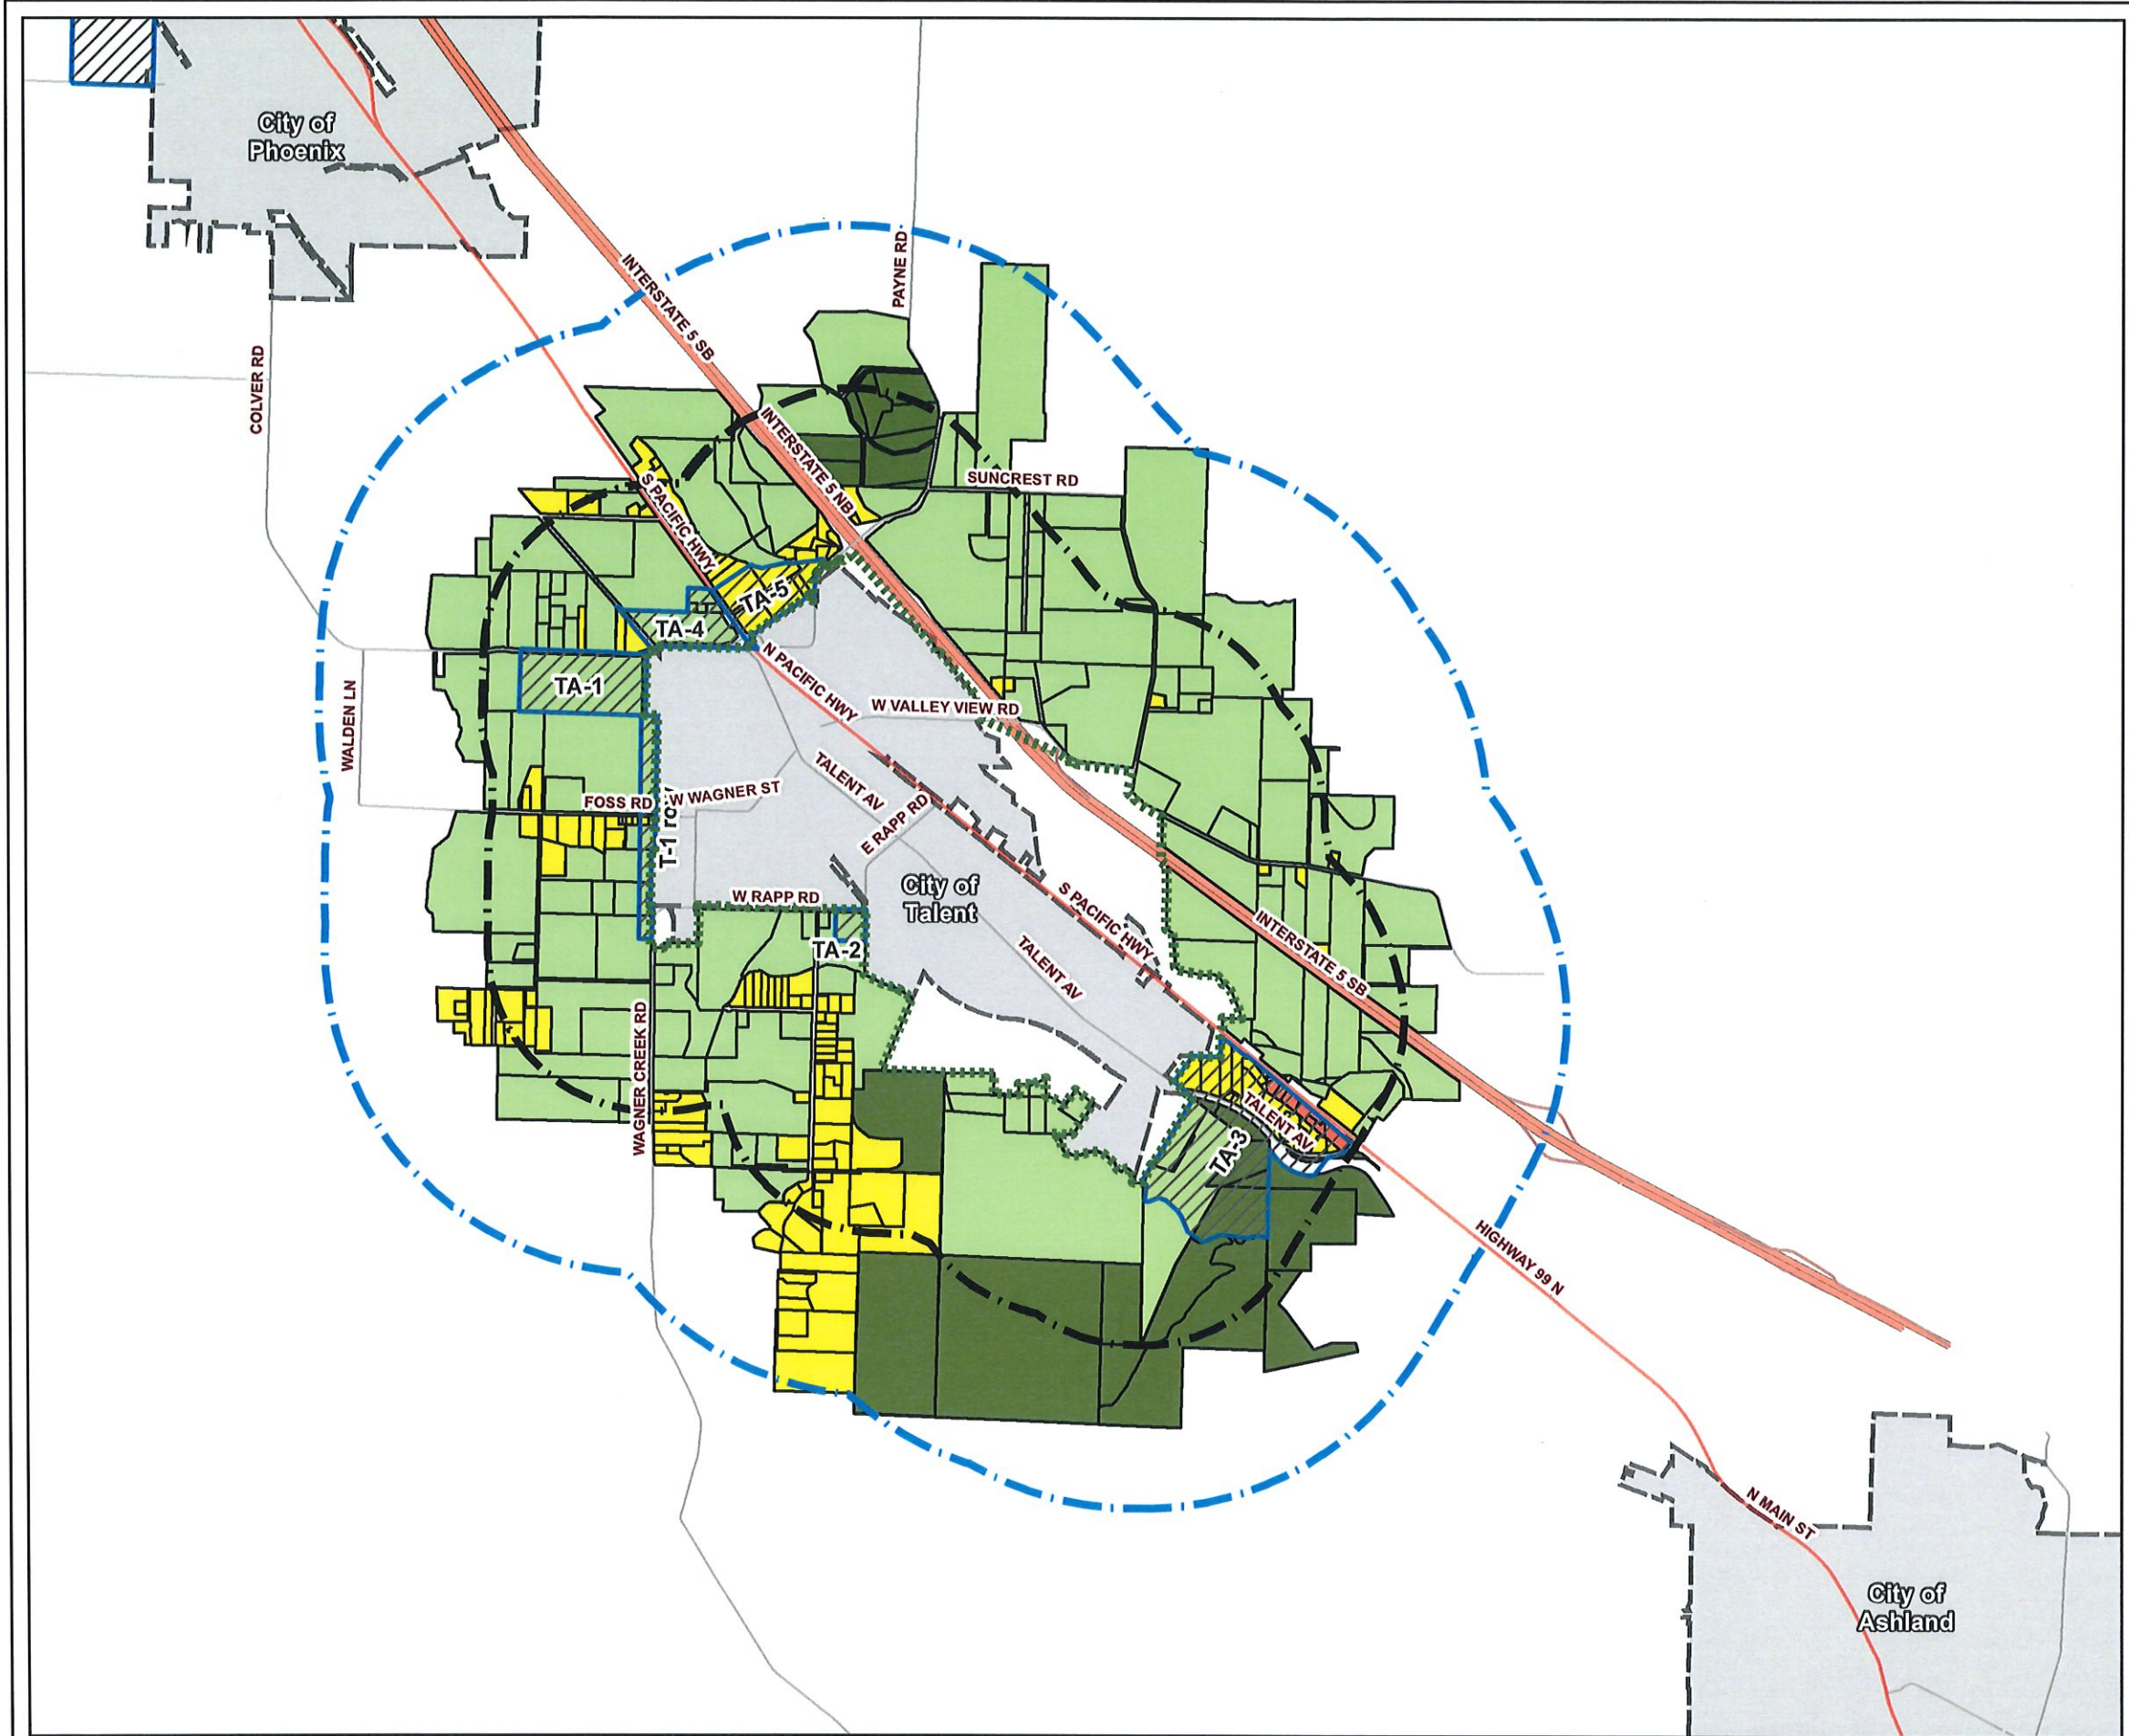 City of
Phoenix
PAYNE RD
INTERSTATE 5 SB
COLVER RD
INTERSTATE 5 NB
SUNCREST RD
S PACIFIC HWY
TA-5
TA-4
N PACIFIC HWY
TA-1
W VALLEY VIEW RD
WALDEN LN
TALENT AV
FOSS RD
W WAGNER ST
T-1 row
E RAPP RD
City of
Talent
W RAPP RD
S PACIFIC HWY
TA-2
INTERSTATE 5 SB
TALENT AV
WAGNER CREEK RD
TALENT AV
TA-3
HIGHWAY 99 N
N MAIN ST
City of
Ashland